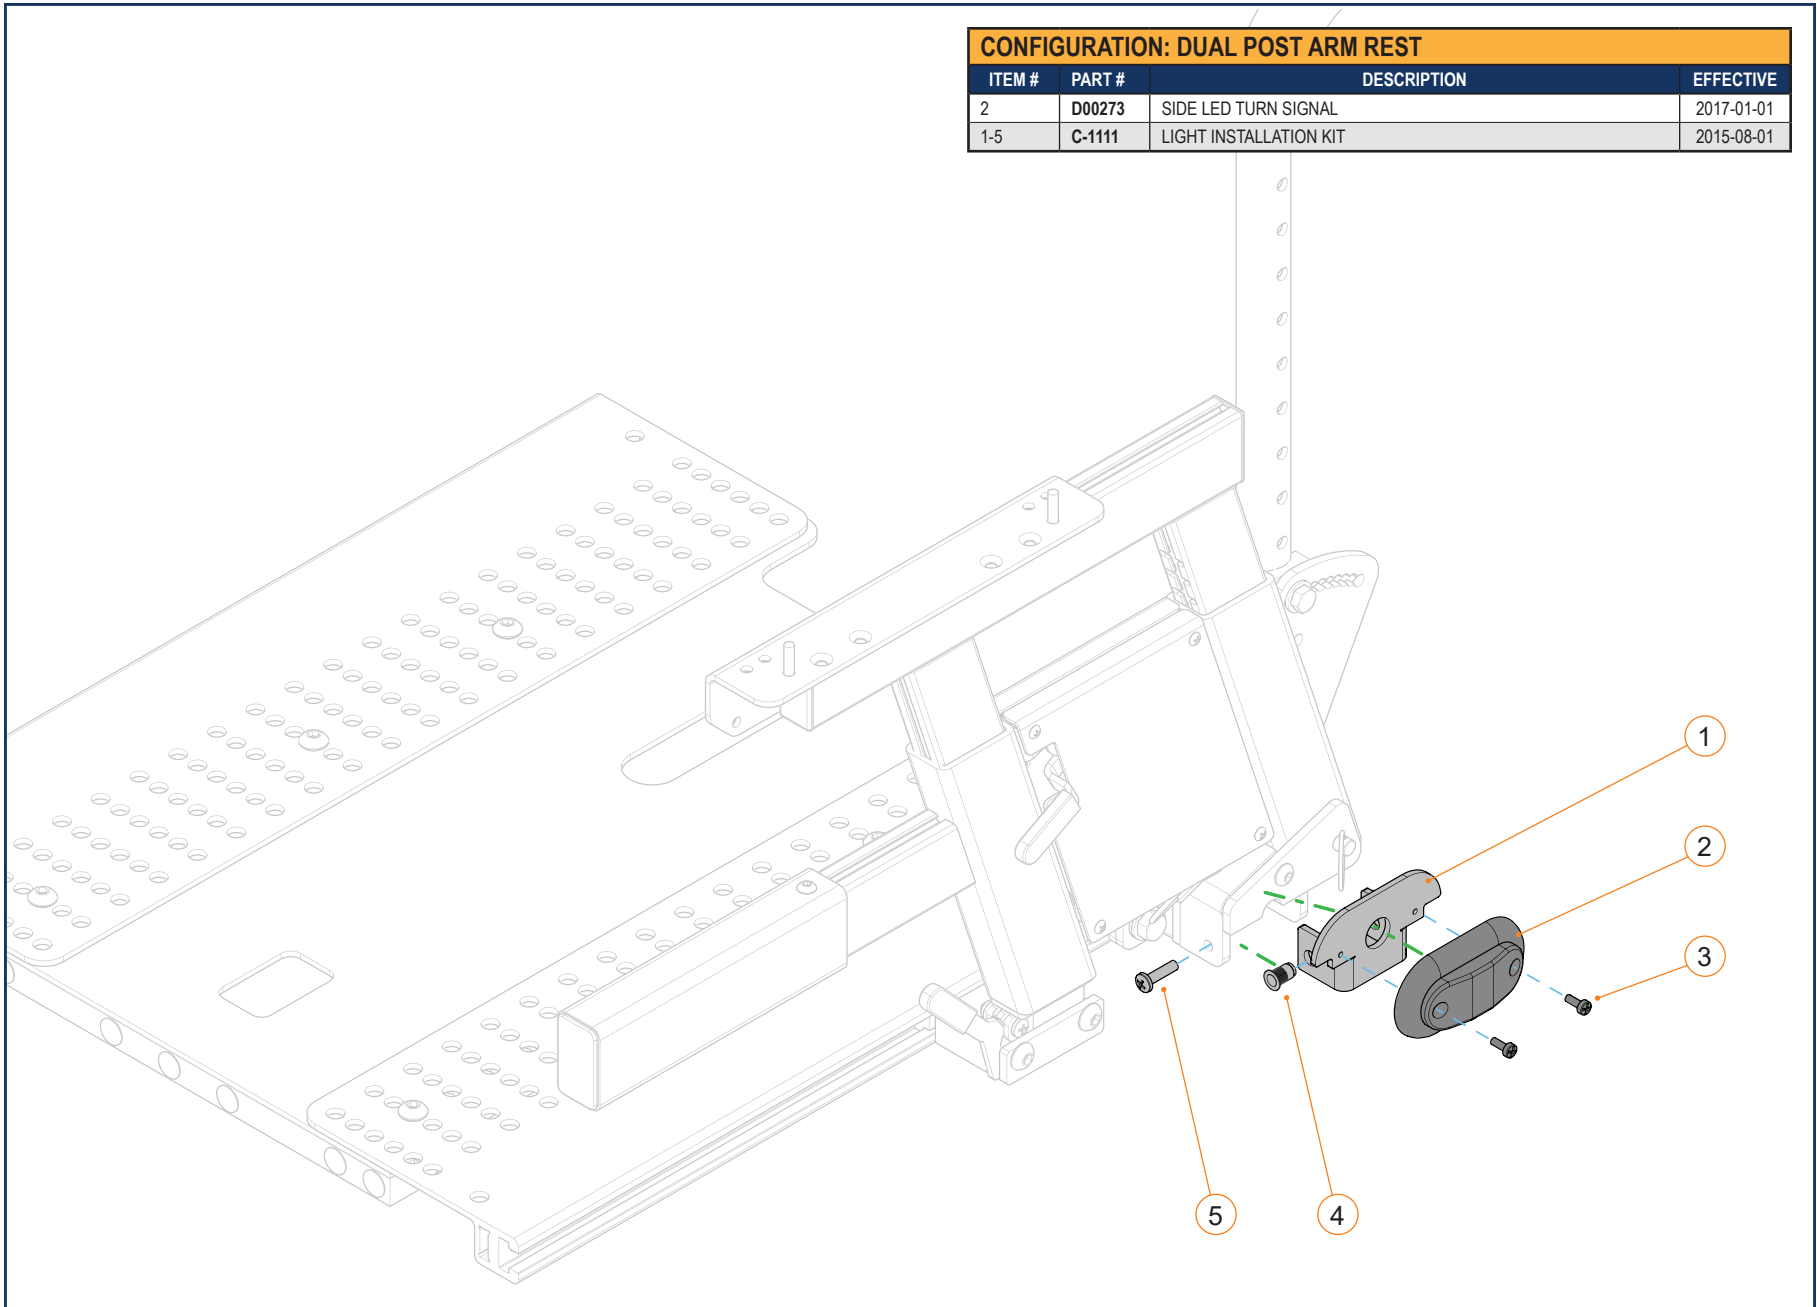 CONFIGURATION: DUAL POST ARM REST
ITEM # PART # DESCRIPTION EFFECTIVE
2 D00273 SIDE LED TURN SIGNAL 2017-01-01
1-5 C-1111 LIGHT INSTALLATION KIT 2015-08-01
1
2
3
5 4